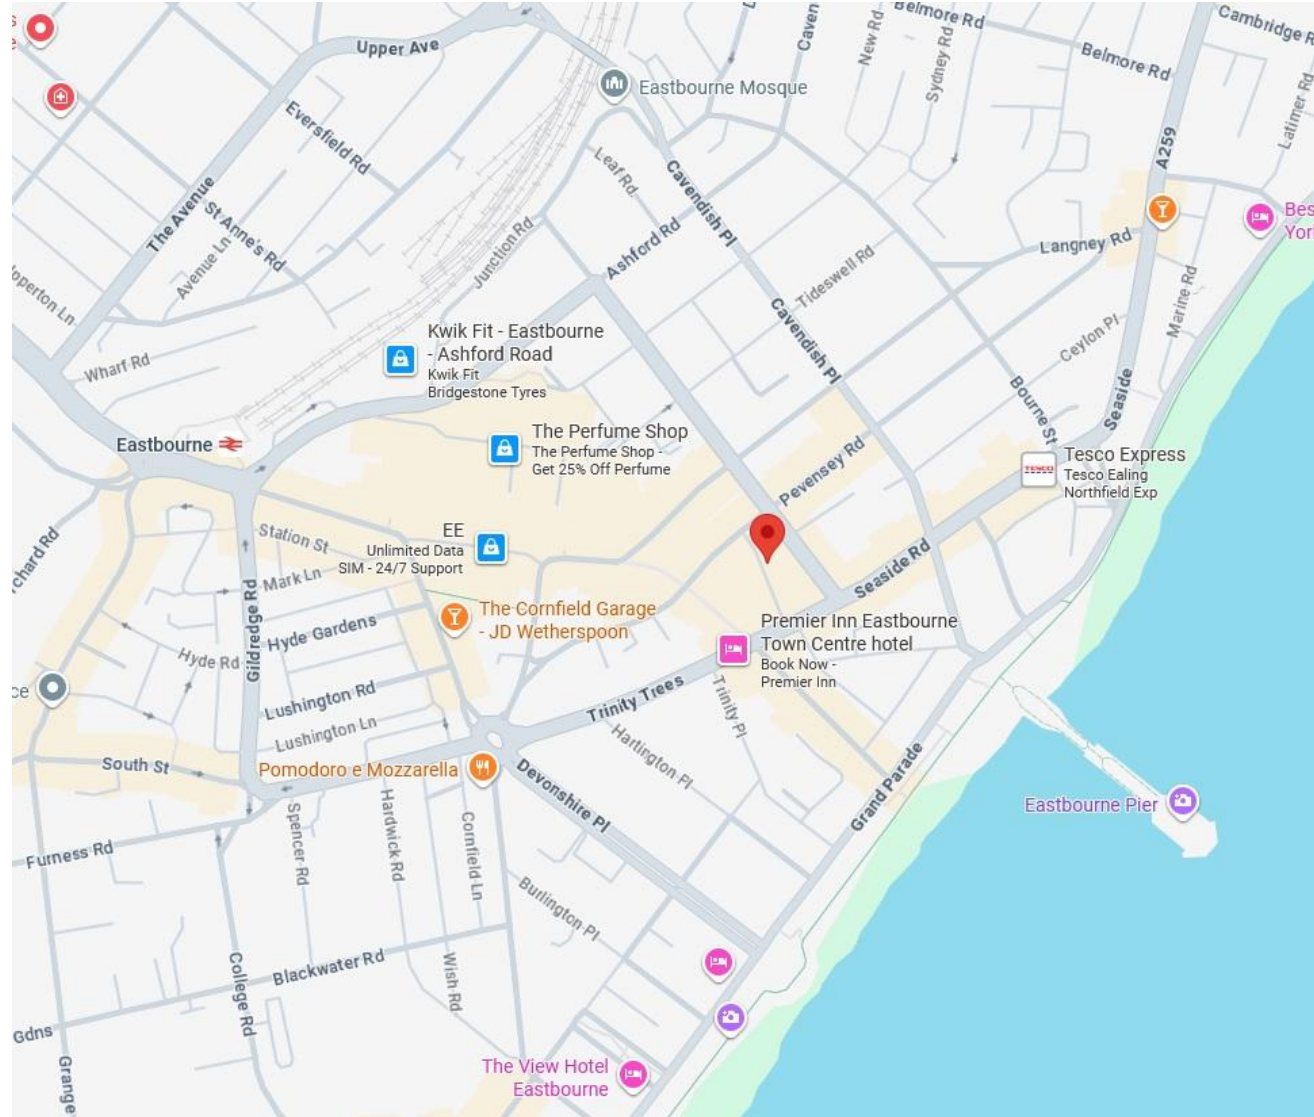 Upper Ave
Belmore Rd
Cambridge R
Belmore Rd
New Rd
Sydney Rd
Caven
Latimer Rd
Eastbourne Mosque
A259
Eversfield Rd
Leaf Rd
Cavendish Pl
The Avenue
St Anne's Rd
Avenue Ln
Junction Rd
Ashford Rd
Langney Rd
Bes
Yor
Tideswell Rd
Marine Rd
operton Ln
Cavendish Pl
Ceylon Pl
Wharf Rd
Kwik Fit - Eastbourne
- Ashford Road
Kwik Fit
Bridgestone Tyres
Bourne St
Seaside
Eastbourne
The Perfume Shop
The Perfume Shop -
Get 25% Off Perfume
Pevensey Rd
TESCO
Tesco Express
Tesco Ealing
Northfield Exp
Station St
EE
Unlimited Data
SIM - 24/7 Support
rchard Rd
Mark Ln
Seaside Rd
Gildredge Rd
Hyde Gardens
The Cornfield Garage
- JD Wetherspoon
Premier Inn Eastbourne
Town Centre hotel
Book Now -
Premier Inn
Hyde Rd
ce
Lushington Rd
Trinity Trees
Trinity Pl
Lushington Ln
Hartington Pl
South St
Pomodoro e Mozzarella
Devonshire Pl
Grand Parade
Eastbourne Pier
Spencer Rd
Hardwick Rd
Cornfield Ln
Furness Rd
Burlington Pl
Blackwater Rd
College Rd
Wish Rd
Gdns
Grange
The View Hotel
Eastbourne